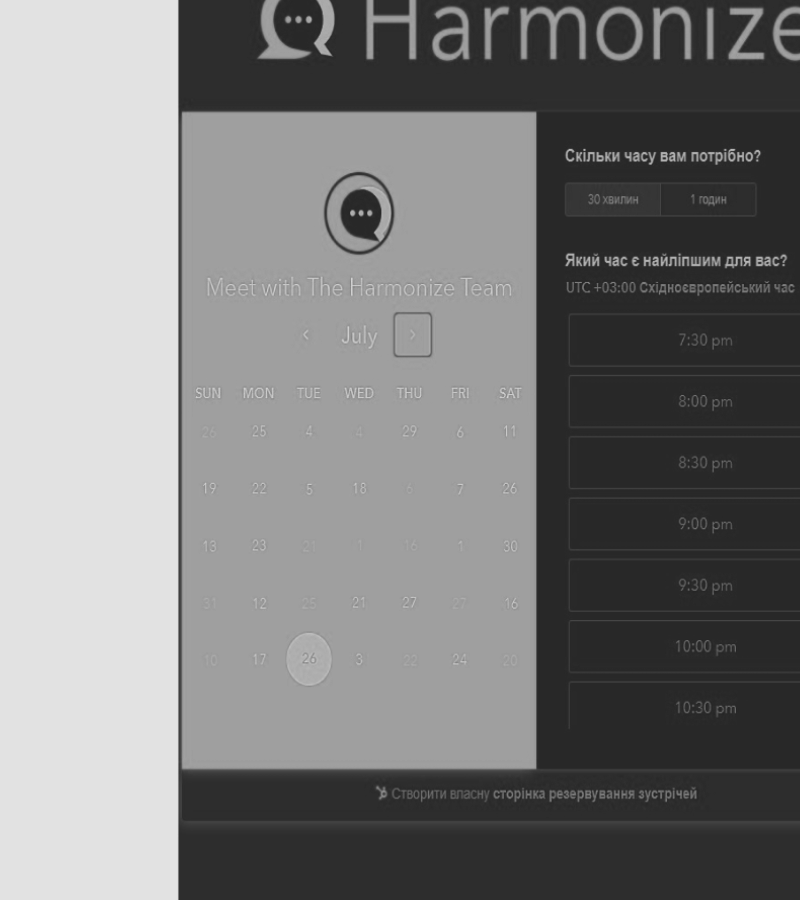 Harmonize
Meet with The Harmonize Team
July
SUN MON TUE WED THU FRI SAT
26 25 4 4 29 6 11
19 22 5 18 6 7 26
13 23 21 1 16 1 30
31 12 25 21 27 27 16
10 17 26 3 22 24 20
Скільки часу вам потрібно?
30 хвилин 1 годин
Який час є найліпшим для вас?
UTC +03:00 Східноєвропейський час
7:30 pm
8:00 pm
8:30 pm
9:00 pm
9:30 pm
10:00 pm
10:30 pm
Створити власну сторінка резервування зустрічей